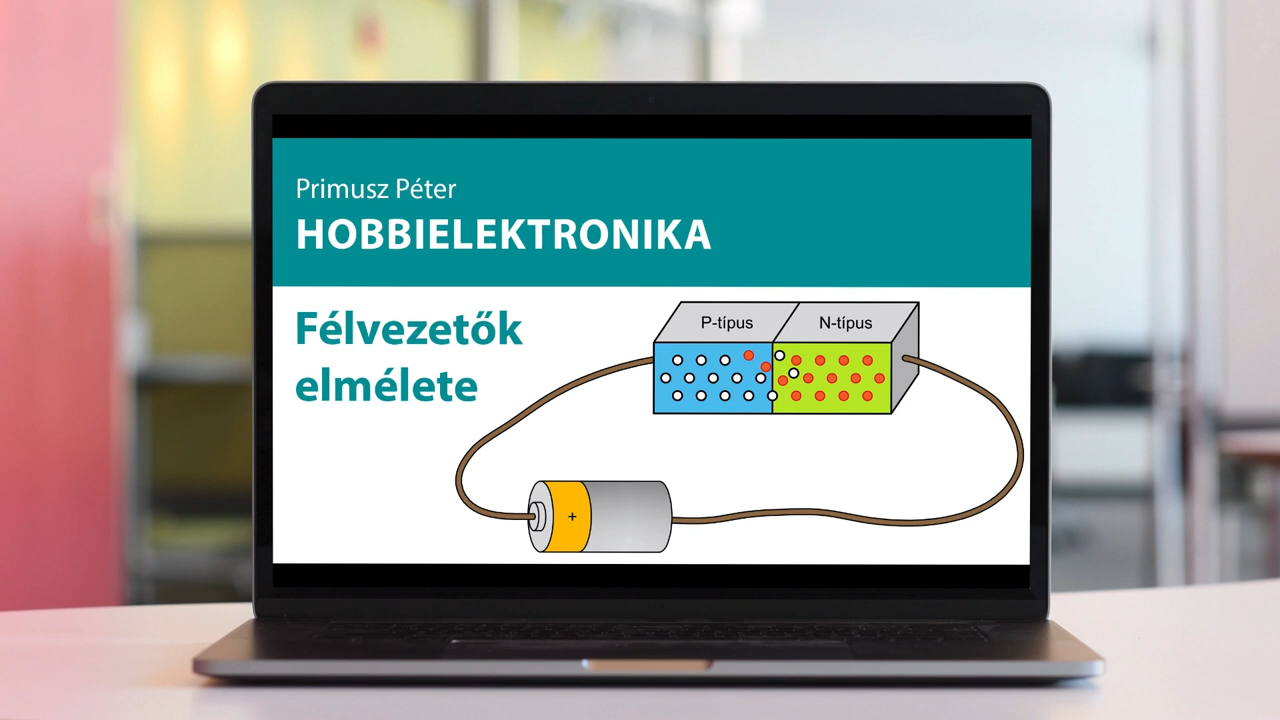 Primusz Péter
HOBBIELEKTRONIKA
Félvezetők
elmélete
P-típus
N-típus
+